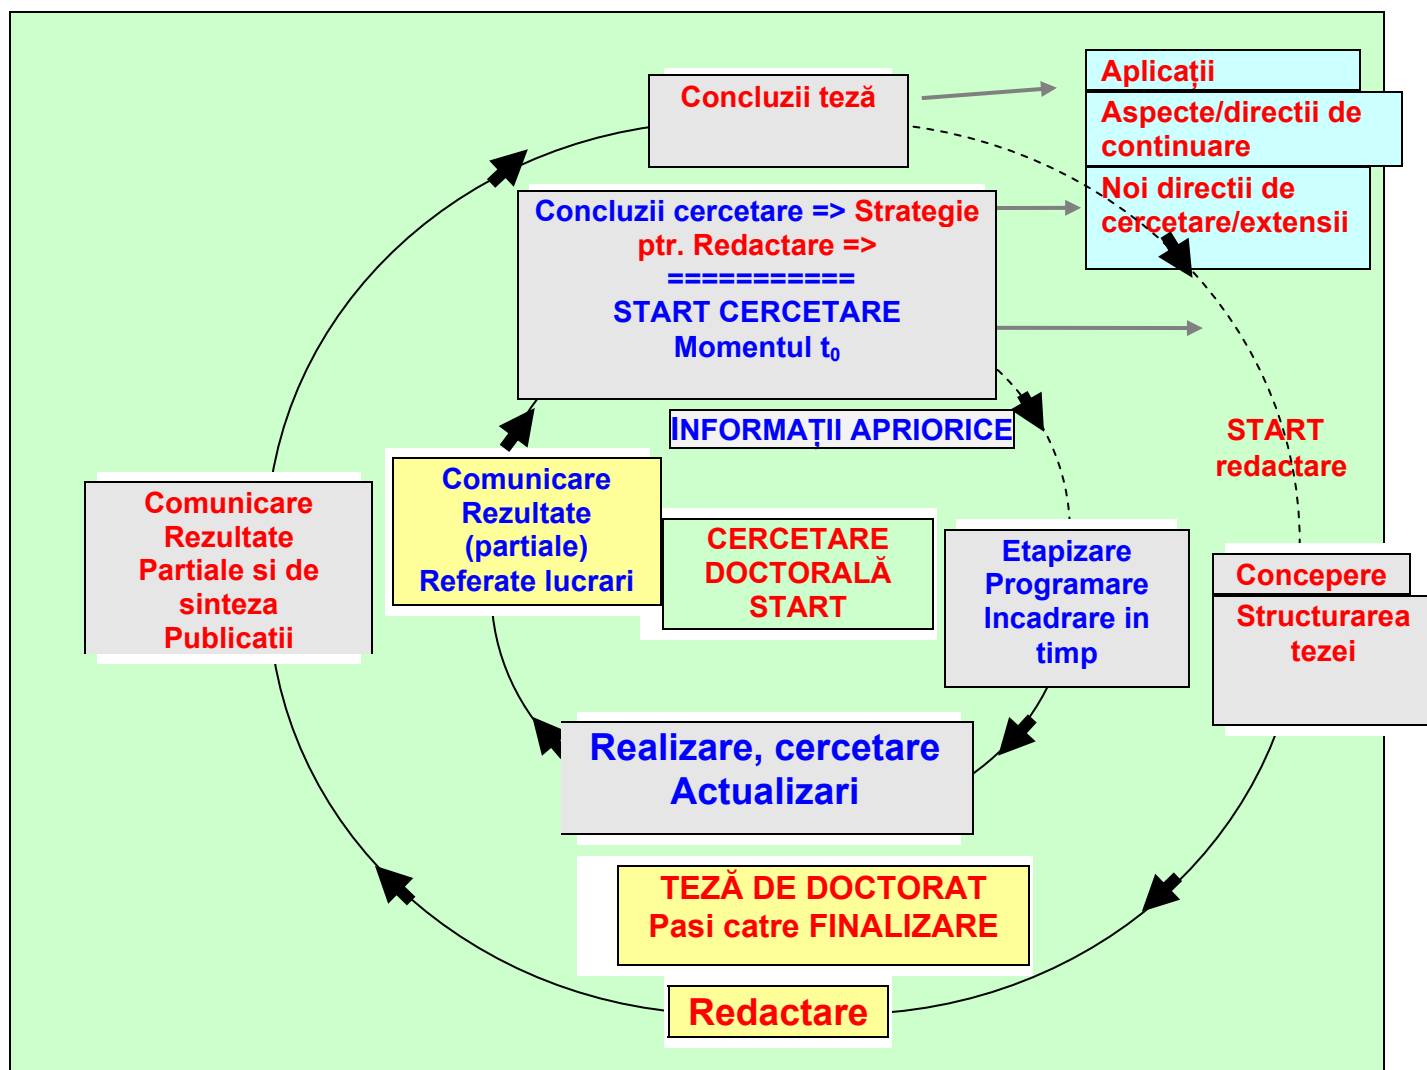 Concluzii teză
Aplicații
Aspecte/directii de
continuare
Noi directii de
cercetare/extensii
Concluzii cercetare => Strategie
ptr. Redactare =>
===========
START CERCETARE
Momentul t₀
INFORMAȚII APRIORICE
START
redactare
Comunicare
Rezultate
Partiale si de
sinteza
Publicatii
Comunicare
Rezultate
(partiale)
Referate lucrari
CERCETARE
DOCTORALĂ
START
Etapizare
Programare
Incadrare in
timp
Concepere
Structurarea
tezei
Realizare, cercetare
Actualizari
TEZĂ DE DOCTORAT
Pasi catre FINALIZARE
Redactare